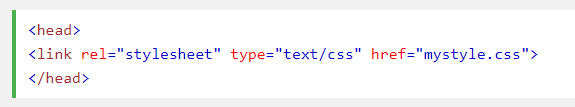 <head>
<link rel="stylesheet" type="text/css" href="mystyle.css">
</head>